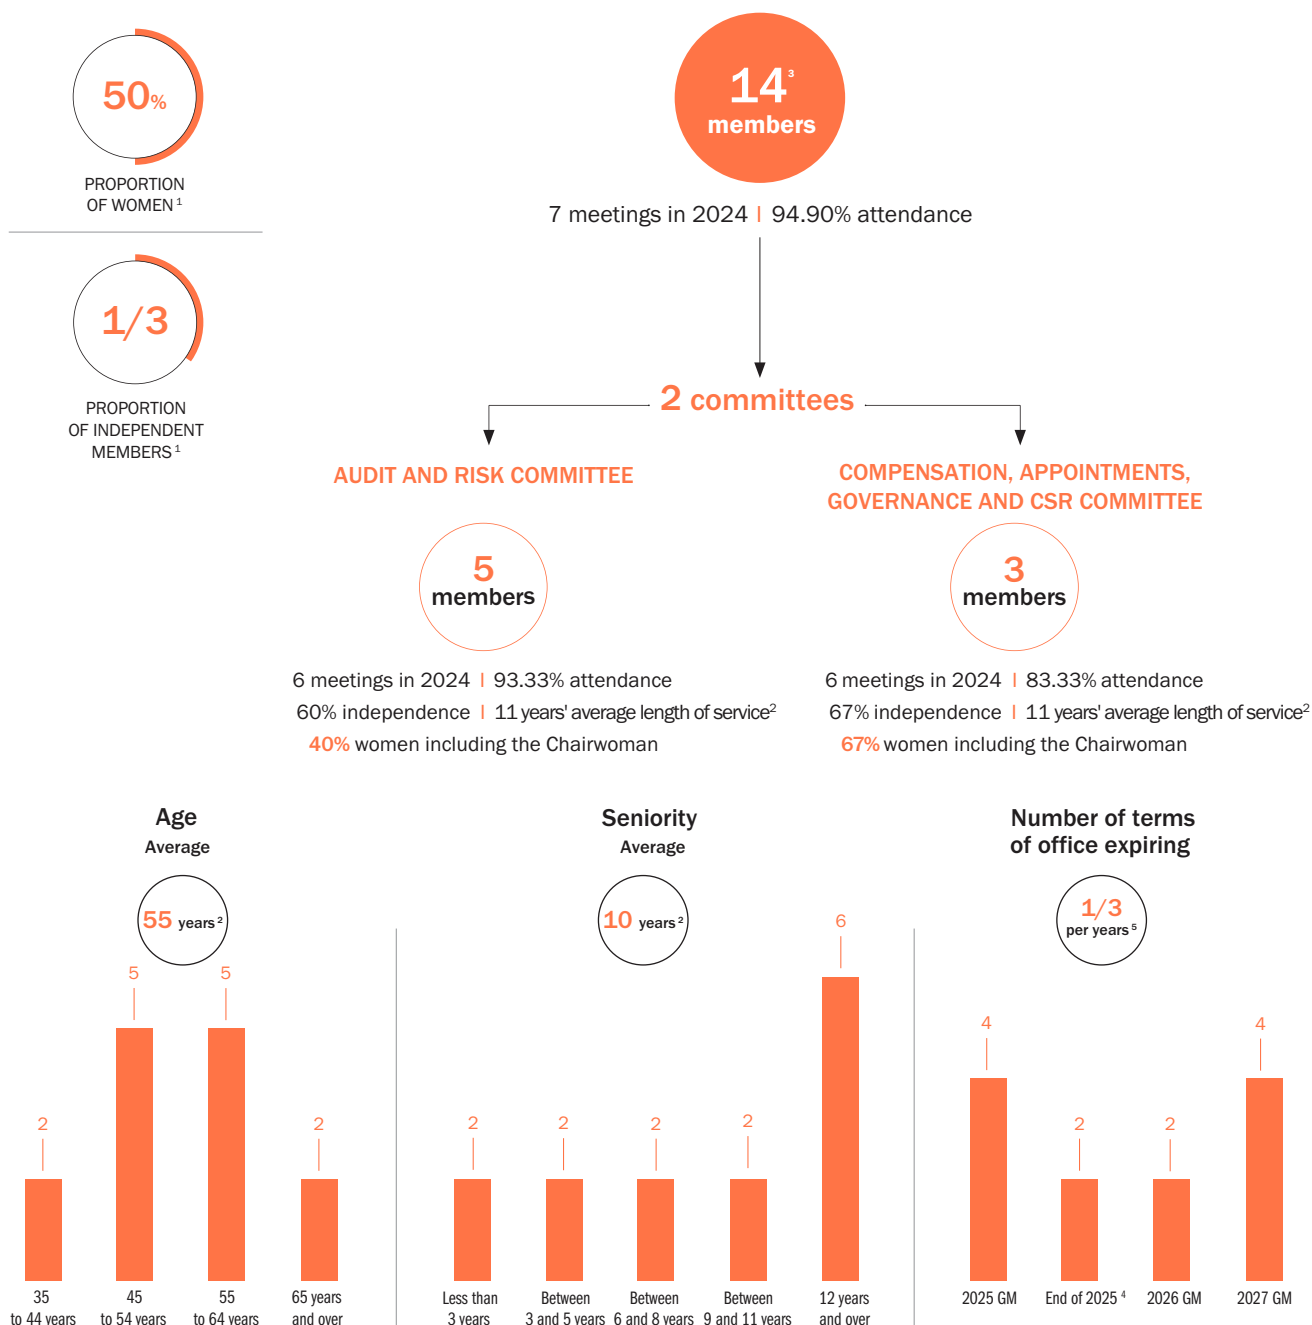 50%
PROPORTION
OF WOMEN 1
1/3
PROPORTION
OF INDEPENDENT
MEMBERS 1
14 3
members
7 meetings in 2024 | 94.90% attendance
2 committees
AUDIT AND RISK COMMITTEE
5
members
6 meetings in 2024 | 93.33% attendance
60% independence | 11 years' average length of service2
40% women including the Chairwoman
COMPENSATION, APPOINTMENTS,
GOVERNANCE AND CSR COMMITTEE
3
members
6 meetings in 2024 | 83.33% attendance
67% independence | 11 years' average length of service2
67% women including the Chairwoman
Age
Average
55 years 2
2
5
5
2
35
to 44 years
45
to 54 years
55
to 64 years
65 years
and over
Seniority
Average
10 years 2
2
2
2
2
6
Less than
3 years
Between
3 and 5 years
Between
6 and 8 years
Between
9 and 11 years
12 years
and over
Number of terms
of office expiring
1/3
per years 5
4
2
2
4
2025 GM
End of 2025 4
2026 GM
2027 GM